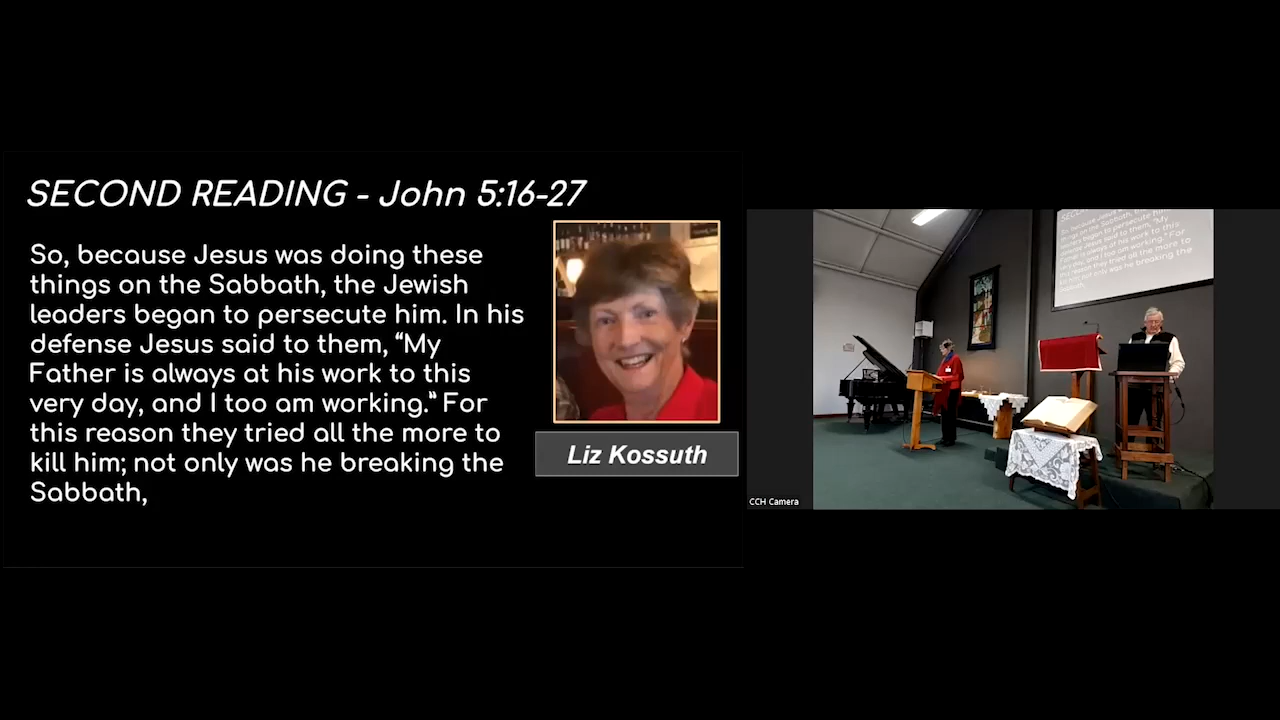 SECOND READING - John 5:16-27
So, because Jesus was doing these
things on the Sabbath, the Jewish
leaders began to persecute him. In his
defense Jesus said to them, “My
Father is always at his work to this
very day, and I too am working.” For
this reason they tried all the more to
kill him; not only was he breaking the
Sabbath,
Liz Kossuth
CCH Camera